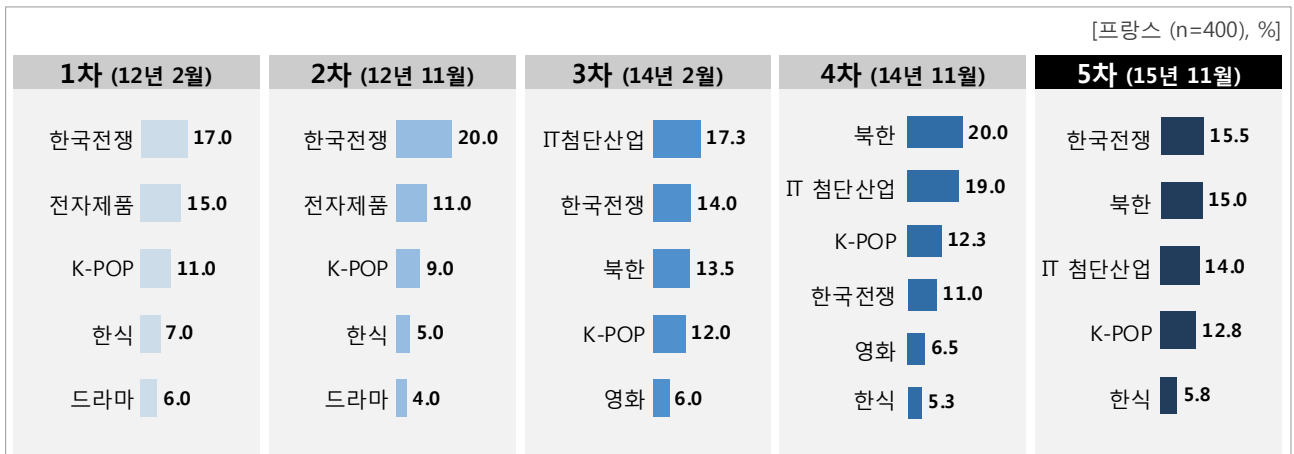 [프랑스 (n=400), %]
1차 (12년 2월)
한국전쟁 17.0
전자제품 15.0
K-POP 11.0
한식 7.0
드라마 6.0
2차 (12년 11월)
한국전쟁 20.0
전자제품 11.0
K-POP 9.0
한식 5.0
드라마 4.0
3차 (14년 2월)
IT첨단산업 17.3
한국전쟁 14.0
북한 13.5
K-POP 12.0
영화 6.0
4차 (14년 11월)
북한 20.0
IT 첨단산업 19.0
K-POP 12.3
한국전쟁 11.0
영화 6.5
한식 5.3
5차 (15년 11월)
한국전쟁 15.5
북한 15.0
IT 첨단산업 14.0
K-POP 12.8
한식 5.8